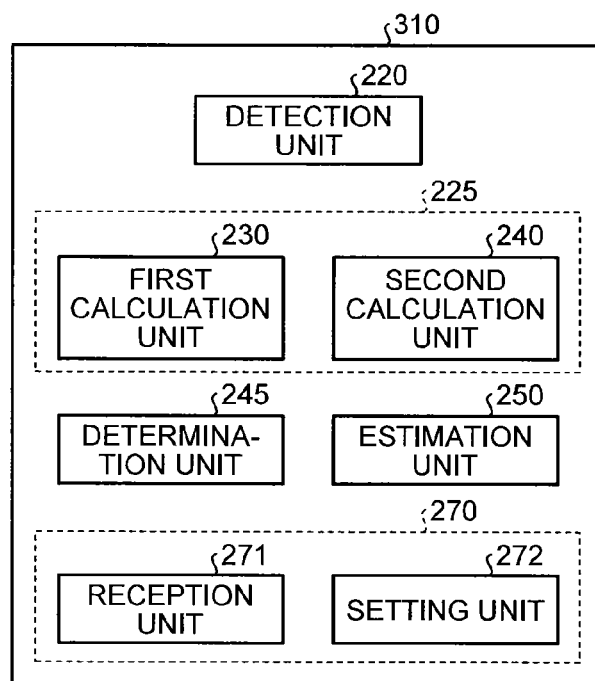 310
220
DETECTION
UNIT
225
230
240
FIRST
CALCULATION
UNIT
SECOND
CALCULATION
UNIT
245
250
DETERMINA-
TION UNIT
ESTIMATION
UNIT
270
271
272
RECEPTION
UNIT
SETTING UNIT